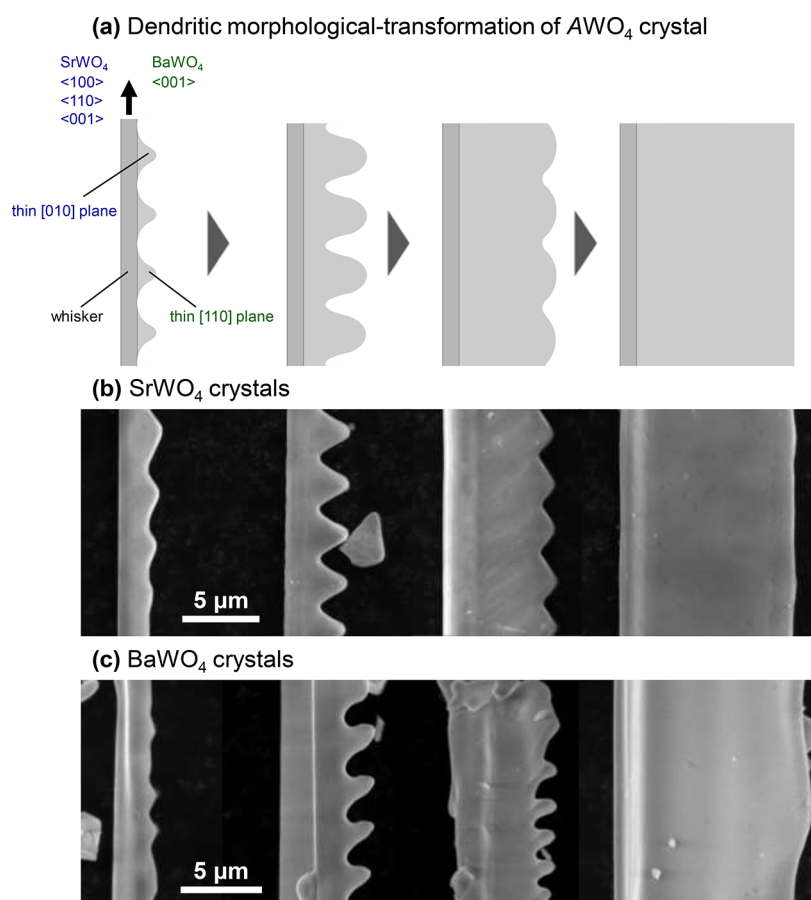 (a) Dendritic morphological-transformation of AWO₄ crystal
SrWO₄
<100>
<110>
<001>
BaWO₄
<001>
thin [010] plane
whisker
thin [110] plane
(b) SrWO₄ crystals
5 µm
(c) BaWO₄ crystals
5 µm